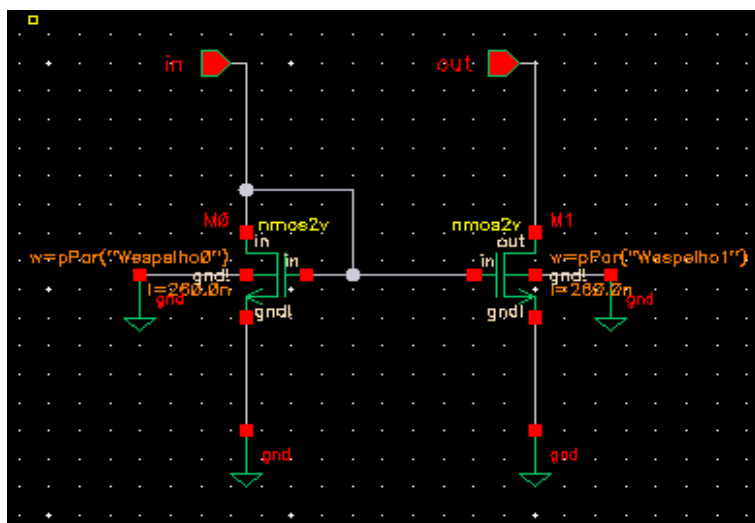 in
out
M0
nmos2v
nmos2v
M1
in
out
w=pPar("Wespelho0")
in
in
w=pPar("Wespelho1")
gnd!
gnd!
l=260.0n
l=260.0n
gnd
gnd
gnd!
gnd!
gnd
gnd